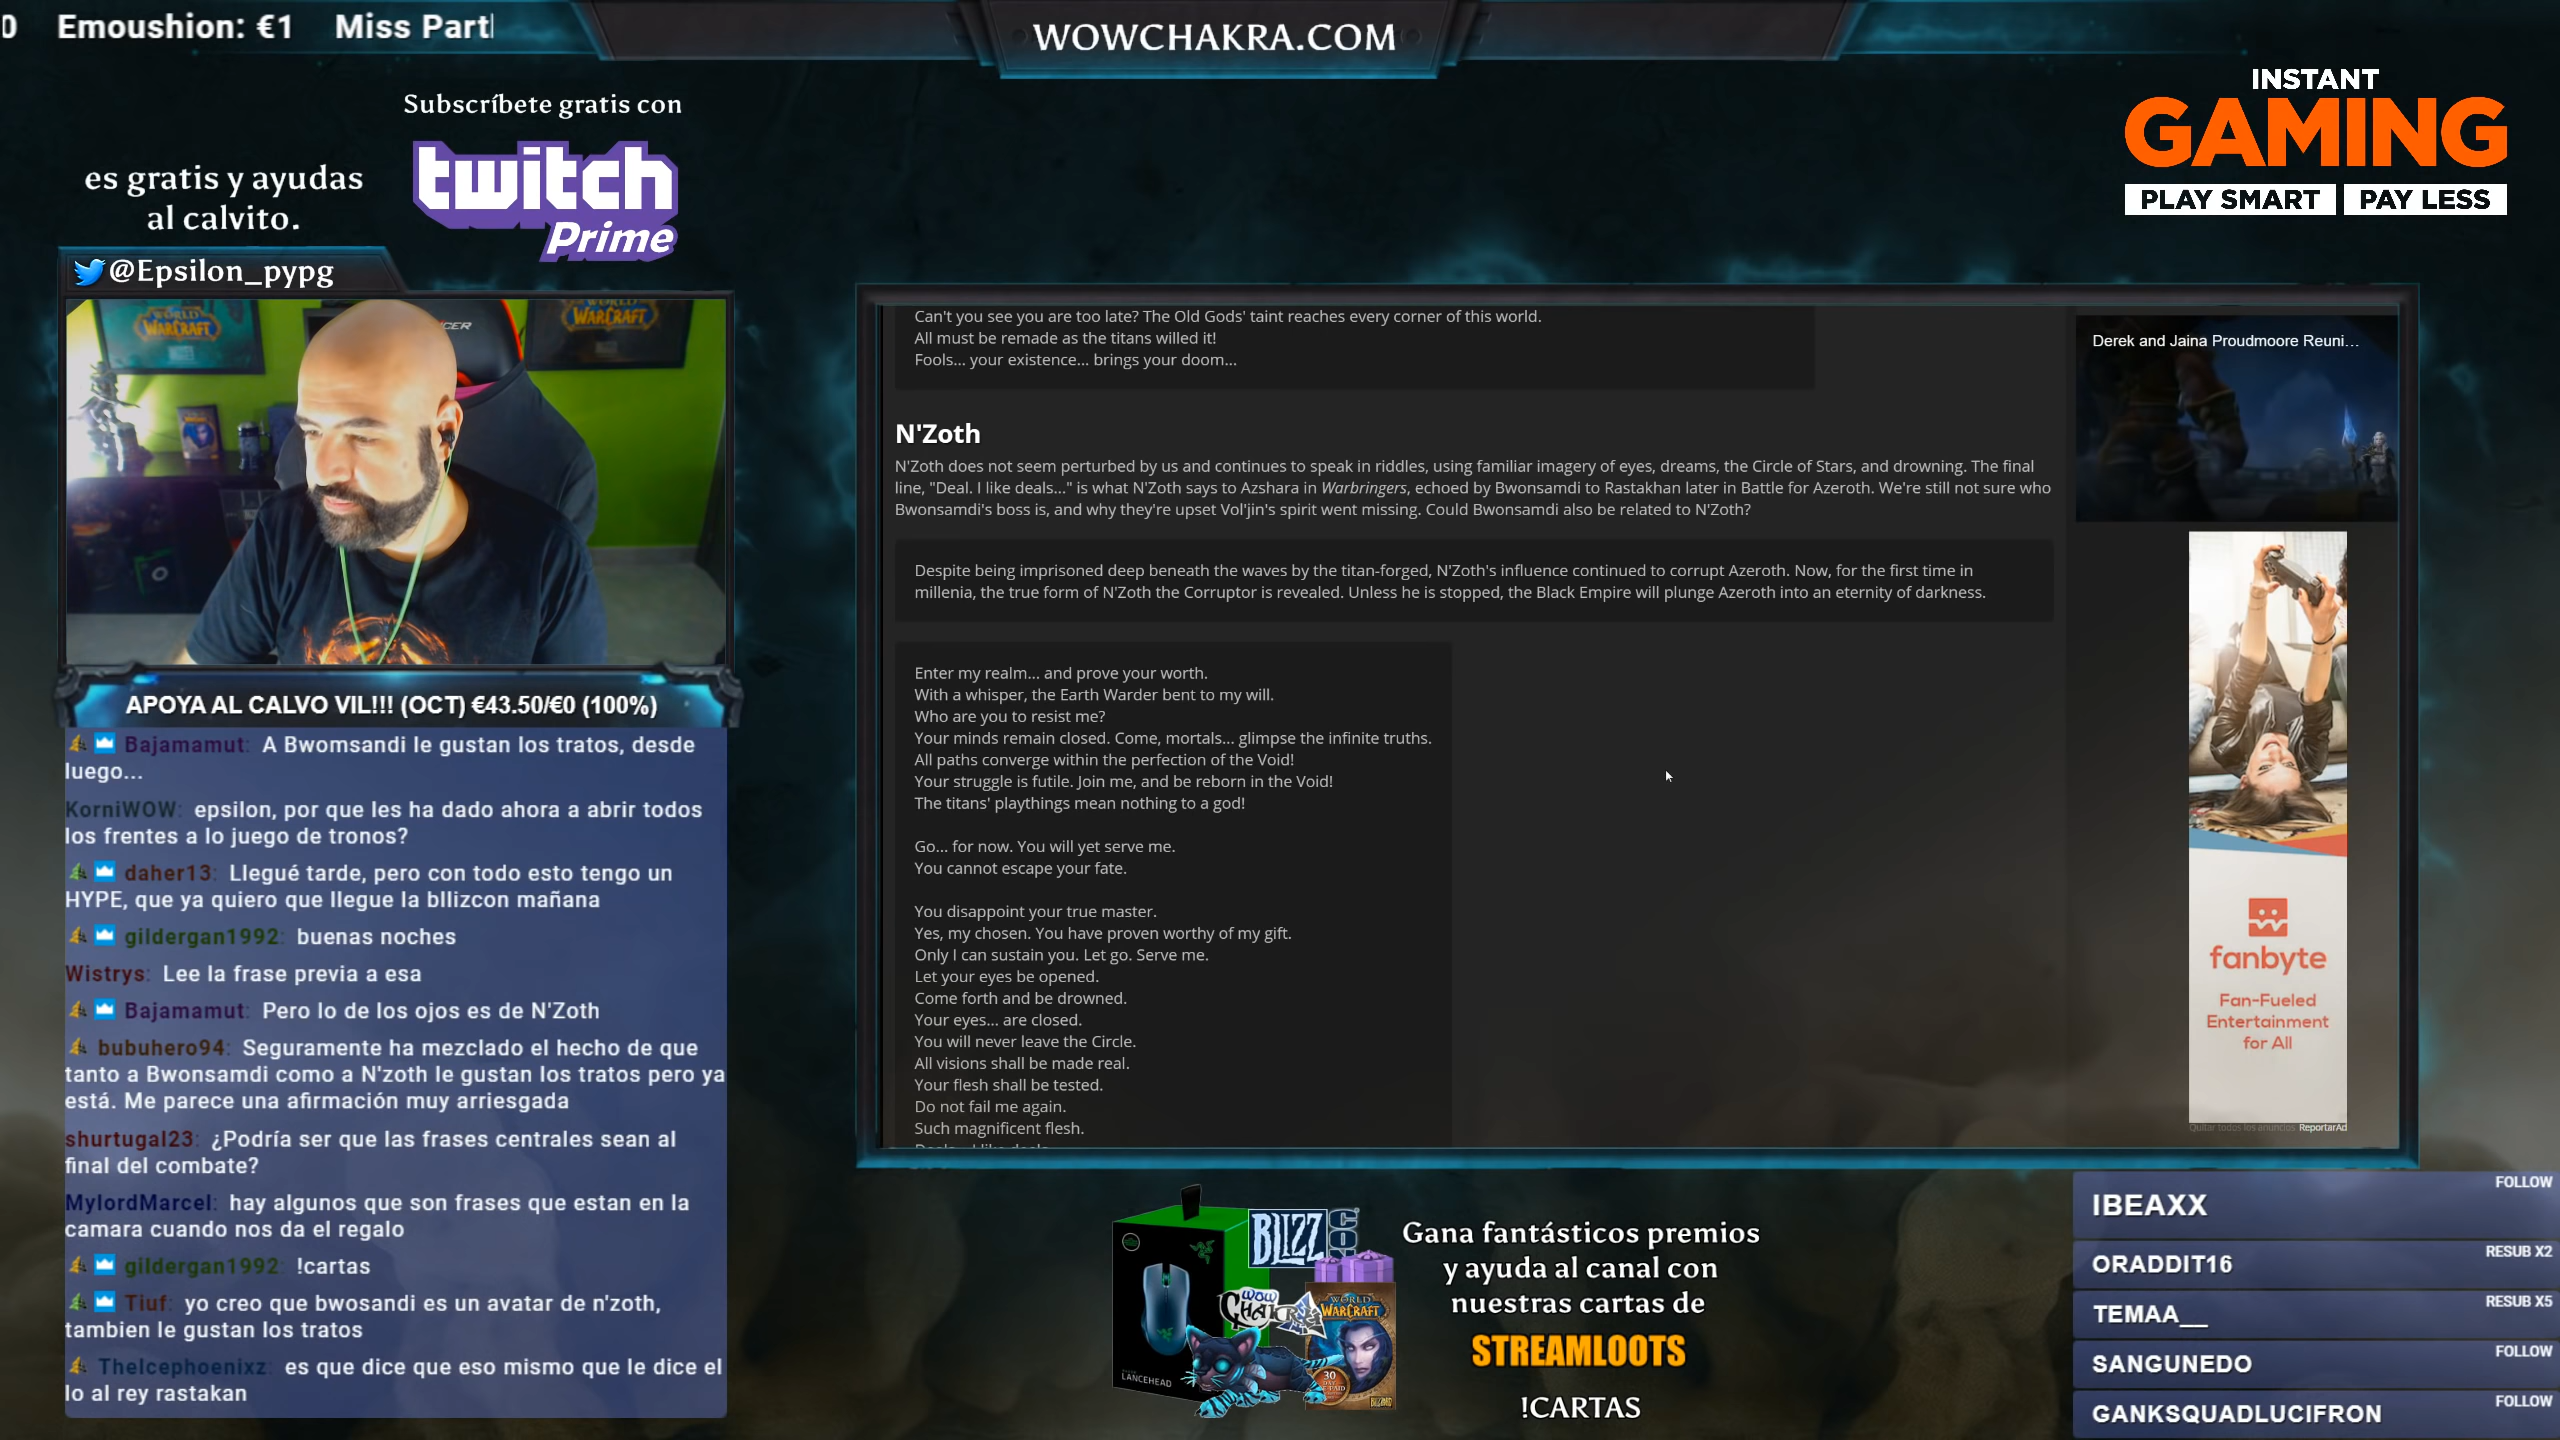 Emoushion: €1 Miss Part
WOWCHAKRA.COM
INSTANT
GAMING
PLAY SMART PAY LESS
Subscríbete gratis con
twitch
Prime
es gratis y ayudas
al calvito.
@Epsilon_pypg
WORLD
WARCRAFT
WARCRAFT
APOYA AL CALVO VIL!!! (OCT) €43.50/€0 (100%)
Bajamamut: A Bwomsandi le gustan los tratos, desde
luego...
KorniWOW: epsilon, por que les ha dado ahora a abrir todos
los frentes a lo juego de tronos?
daher13: Llegué tarde, pero con todo esto tengo un
HYPE, que ya quiero que llegue la bllizcon mañana
gildergan1992: buenas noches
Wistrys: Lee la frase previa a esa
Bajamamut: Pero lo de los ojos es de N'Zoth
bubuhero94: Seguramente ha mezclado el hecho de que
tanto a Bwonsamdi como a N'zoth le gustan los tratos pero ya
está. Me parece una afirmación muy arriesgada
shurtugal23: ¿Podría ser que las frases centrales sean al
final del combate?
MylordMarcel: hay algunos que son frases que estan en la
camara cuando nos da el regalo
gildergan1992: !cartas
Tiuf: yo creo que bwosandi es un avatar de n'zoth,
tambien le gustan los tratos
TheIcephoenixz: es que dice que eso mismo que le dice el
lo al rey rastakan
Can't you see you are too late? The Old Gods' taint reaches every corner of this world.
All must be remade as the titans willed it!
Fools... your existence... brings your doom...
N'Zoth
N'Zoth does not seem perturbed by us and continues to speak in riddles, using familiar imagery of eyes, dreams, the Circle of Stars, and drowning. The final
line, "Deal. I like deals..." is what N'Zoth says to Azshara in Warbringers, echoed by Bwonsamdi to Rastakhan later in Battle for Azeroth. We're still not sure who
Bwonsamdi's boss is, and why they're upset Vol'jin's spirit went missing. Could Bwonsamdi also be related to N'Zoth?
Despite being imprisoned deep beneath the waves by the titan-forged, N'Zoth's influence continued to corrupt Azeroth. Now, for the first time in
millenia, the true form of N'Zoth the Corruptor is revealed. Unless he is stopped, the Black Empire will plunge Azeroth into an eternity of darkness.
Enter my realm... and prove your worth.
With a whisper, the Earth Warder bent to my will.
Who are you to resist me?
Your minds remain closed. Come, mortals... glimpse the infinite truths.
All paths converge within the perfection of the Void!
Your struggle is futile. Join me, and be reborn in the Void!
The titans' playthings mean nothing to a god!
Go... for now. You will yet serve me.
You cannot escape your fate.
You disappoint your true master.
Yes, my chosen. You have proven worthy of my gift.
Only I can sustain you. Let go. Serve me.
Let your eyes be opened.
Come forth and be drowned.
Your eyes... are closed.
You will never leave the Circle.
All visions shall be made real.
Your flesh shall be tested.
Do not fail me again.
Such magnificent flesh.
Derek and Jaina Proudmoore Reuni...
fanbyte
Fan-Fueled
Entertainment
for All
Quitar todos los anuncios ReportarAd
BLIZZ
CON
WOW
CHAKRA
WORLD
WARCRAFT
30
LANCEHEAD
Gana fantásticos premios
y ayuda al canal con
nuestras cartas de
STREAMLOOTS
!CARTAS
FOLLOW
IBEAXX
RESUB X2
ORADDIT16
RESUB X5
TEMAA__
FOLLOW
SANGUNEDO
FOLLOW
GANKSQUADLUCIFRON